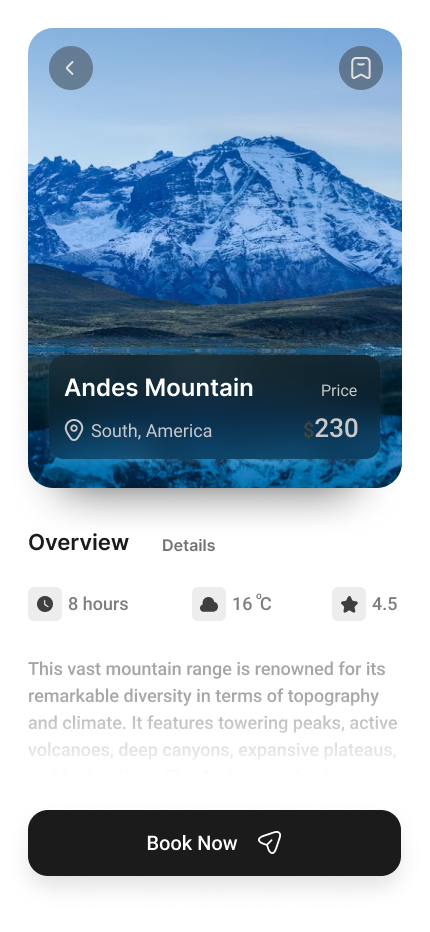 Andes Mountain
Price
South, America
$230
Overview
Details
8 hours
16 °C
4.5
This vast mountain range is renowned for its
remarkable diversity in terms of topography
and climate. It features towering peaks, active
volcanoes, deep canyons, expansive plateaus,
Book Now